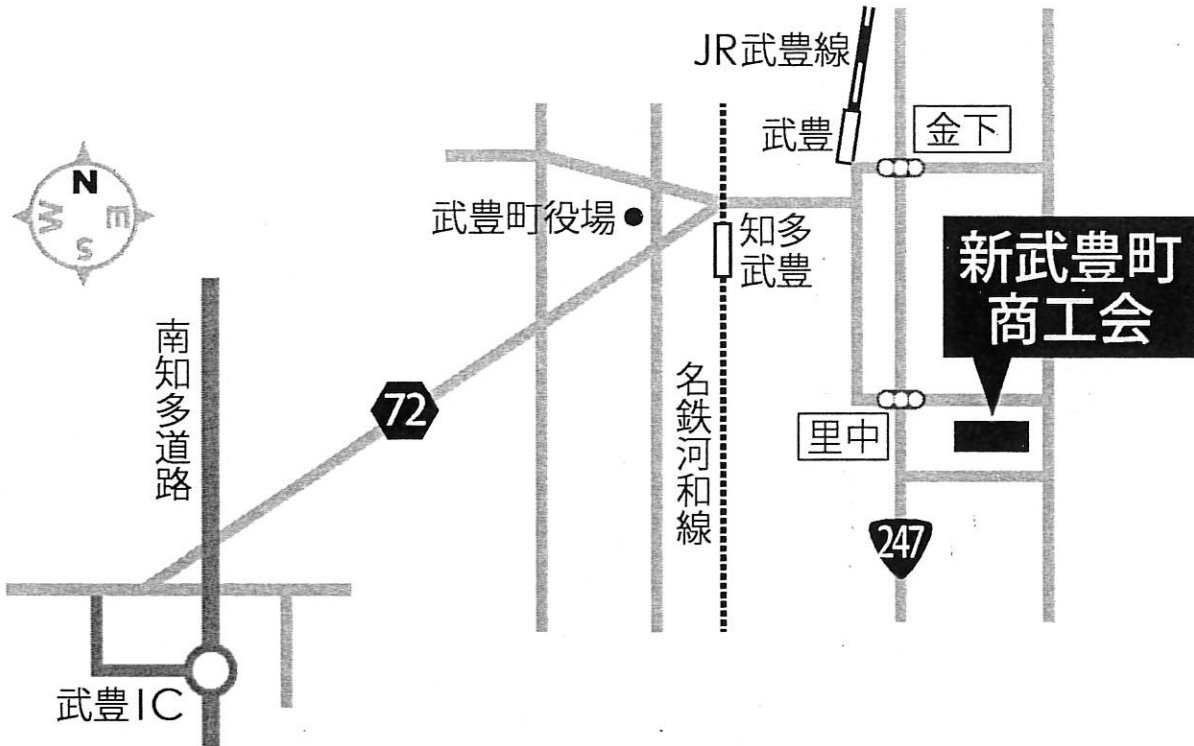 JR武豊線
武豊
金下
N
W
E
S
武豊町役場
知多
武豊
新武豊町
商工会
南知多道路
72
名鉄河和線
里中
247
武豊IC